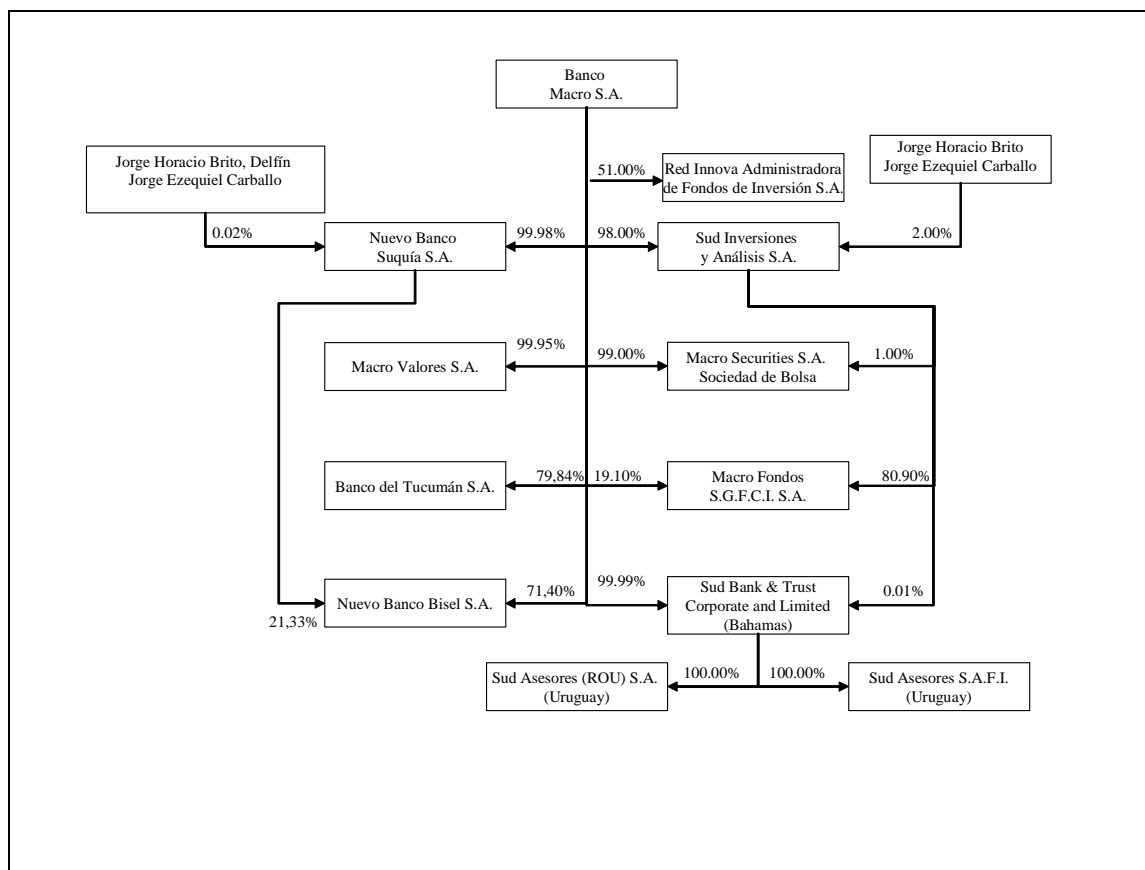 Banco
Macro S.A.
Jorge Horacio Brito, Delfín
Jorge Ezequiel Carballo
51.00%
Red Innova Administradora
de Fondos de Inversión S.A.
Jorge Horacio Brito
Jorge Ezequiel Carballo
0.02%
Nuevo Banco
Suquía S.A.
99.98%
98.00%
Sud Inversiones
y Análisis S.A.
2.00%
Macro Valores S.A.
99.95%
99.00%
Macro Securities S.A.
Sociedad de Bolsa
1.00%
Banco del Tucumán S.A.
79,84%
19.10%
Macro Fondos
S.G.F.C.I. S.A.
80.90%
21,33%
Nuevo Banco Bisel S.A.
71,40%
99.99%
Sud Bank & Trust
Corporate and Limited
(Bahamas)
0.01%
Sud Asesores (ROU) S.A.
(Uruguay)
100.00%
100.00%
Sud Asesores S.A.F.I.
(Uruguay)